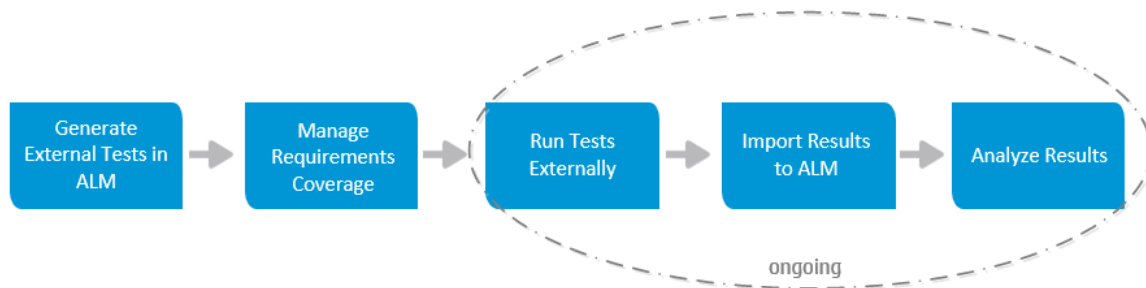 Generate
External Tests in
ALM
Manage
Requirements
Coverage
Run Tests
Externally
Import Results
to ALM
Analyze Results
ongoing